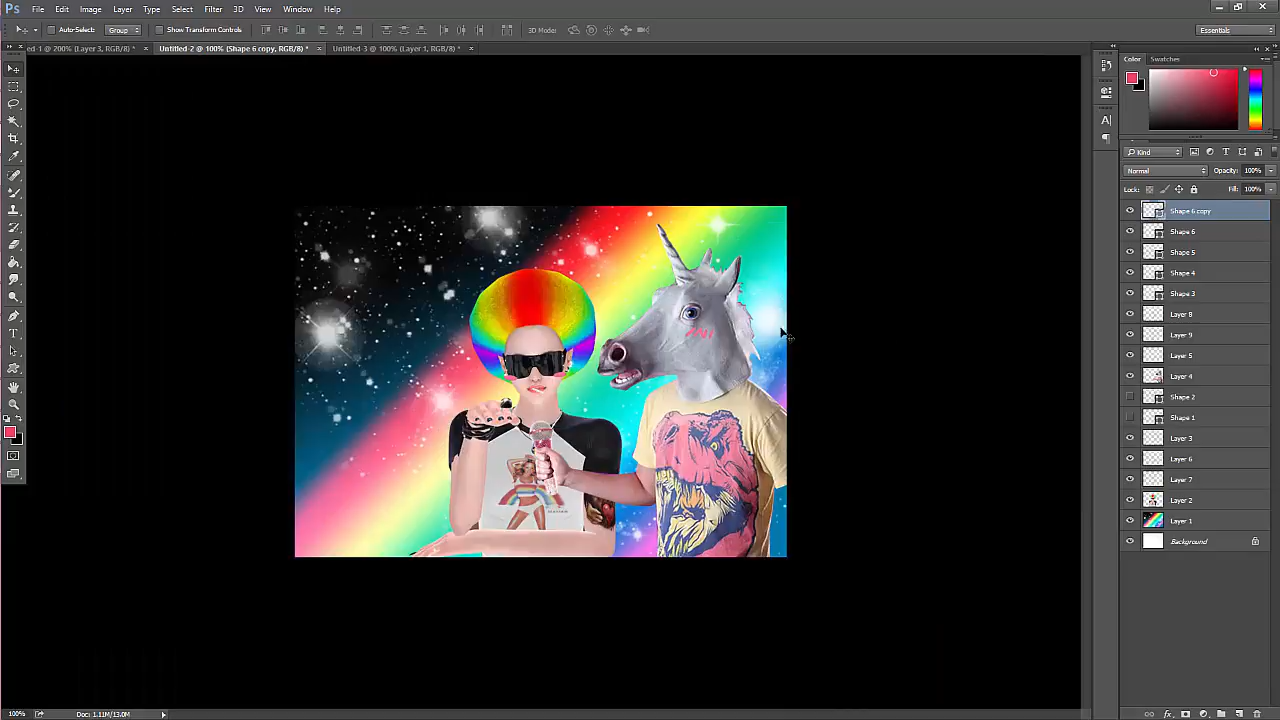 Ps File Edit Image Layer Type Select Filter 3D View Window Help
Auto-Select: Group Show Transform Controls 3D Mode: Essentials
ed-1 @ 200% (Layer 3, RGB/8) * × Untitled-2 @ 100% (Shape 6 copy, RGB/8) * × Untitled-3 @ 100% (Layer 1, RGB/8) * ×
Color Swatches
Kind
Normal Opacity: 100%
Lock: Fill: 100%
Shape 6 copy
Shape 6
Shape 5
Shape 4
Shape 3
Layer 8
Layer 9
Layer 5
Layer 4
Shape 2
Shape 1
Layer 3
Layer 6
Layer 7
Layer 2
Layer 1
Background
100% Doc: 1.11M/13.0M